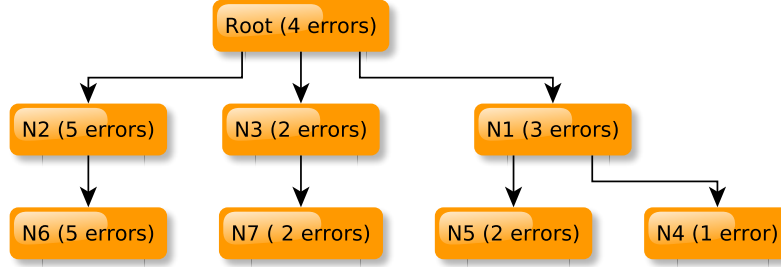 Root (4 errors)
N2 (5 errors)
N3 (2 errors)
N1 (3 errors)
N6 (5 errors)
N7 ( 2 errors)
N5 (2 errors)
N4 (1 error)